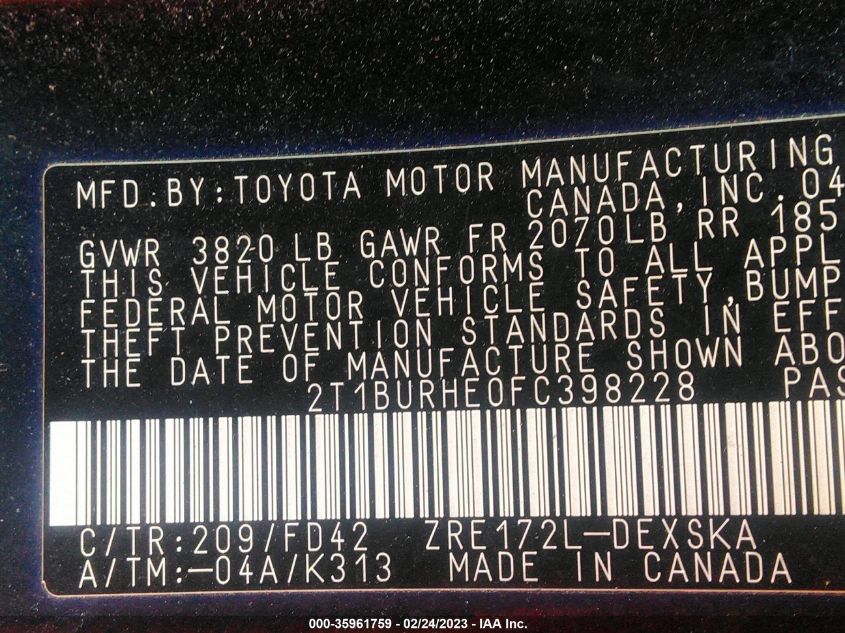 MFD.BY:TOYOTA MOTOR MANUFACTURING
CANADA,INC.04
GVWR 3820LB GAWR FR 2070LB RR 185
THIS VEHICLE CONFORMS TO ALL APPL
FEDERAL MOTOR VEHICLE SAFETY,BUMP
THEFT PREVENTION STANDARDS IN EFF
THE DATE OF MANUFACTURE SHOWN ABO
2T1BURHE0FC398228 PAS
C/TR:209/FD42 ZRE172L-DEXSKA
A/TM:-04A/K313 MADE IN CANADA
000-35961759 - 02/24/2023 - IAA Inc.